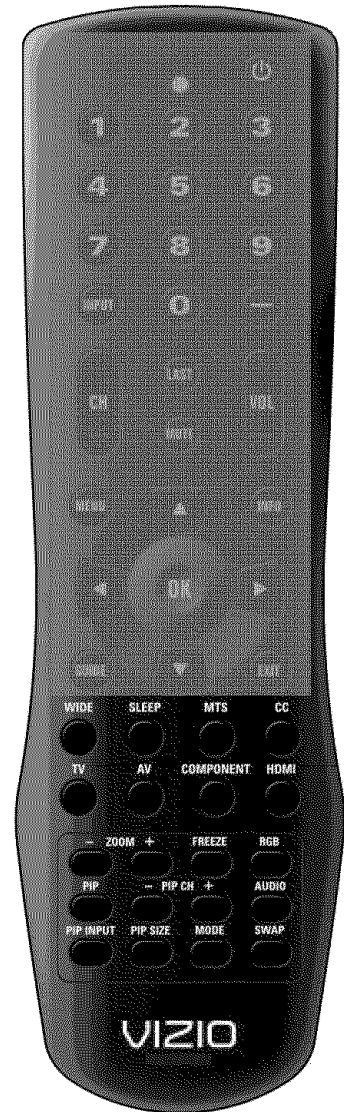 1 2 3
4 5 6
7 8 9
INPUT 0 —
LAST
CH VOL
MUTE
MENU INFO
OK
GUIDE EXIT
WIDE SLEEP MTS CC
TV AV COMPONENT HDMI
— ZOOM + FREEZE RGB
PIP — PIP CH + AUDIO
PIP INPUT PIP SIZE MODE SWAP
VIZIO